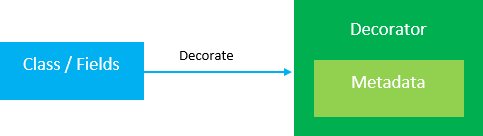 Class / Fields
Decorate
Decorator
Metadata